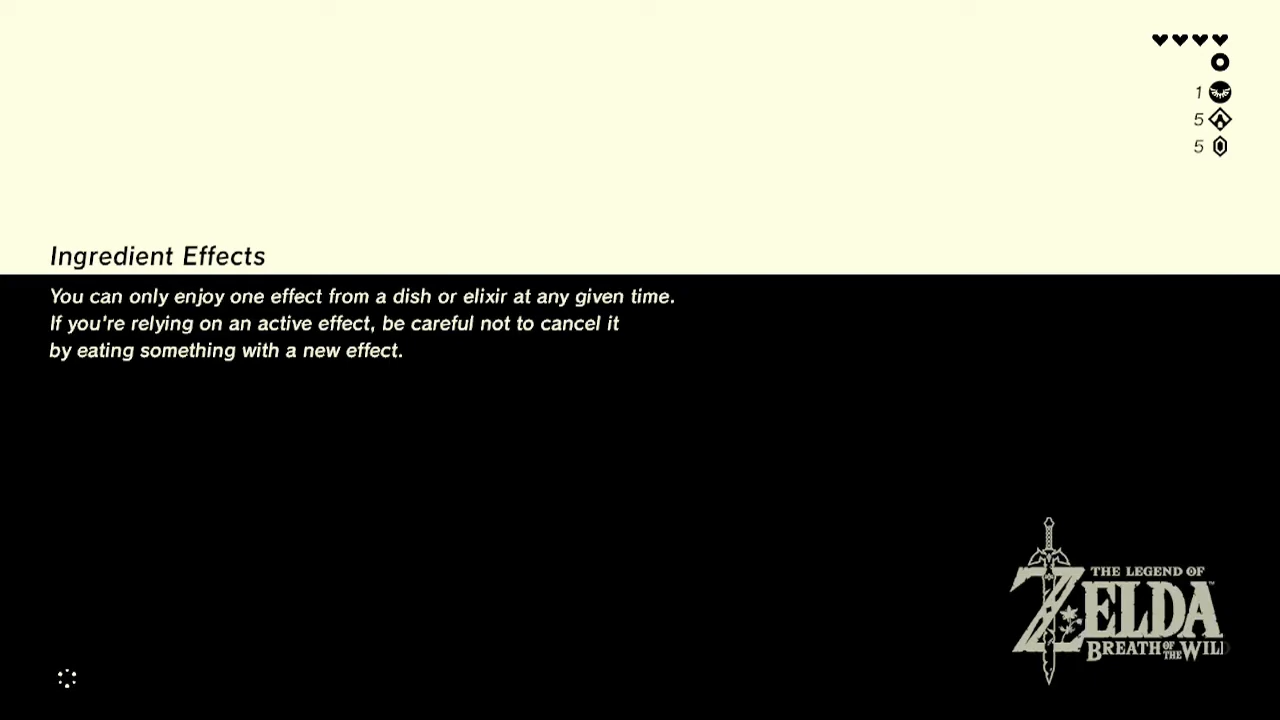 1
5
5
Ingredient Effects
You can only enjoy one effect from a dish or elixir at any given time.
If you're relying on an active effect, be careful not to cancel it
by eating something with a new effect.
THE LEGEND OF
ZELDA
BREATH OF THE WILD